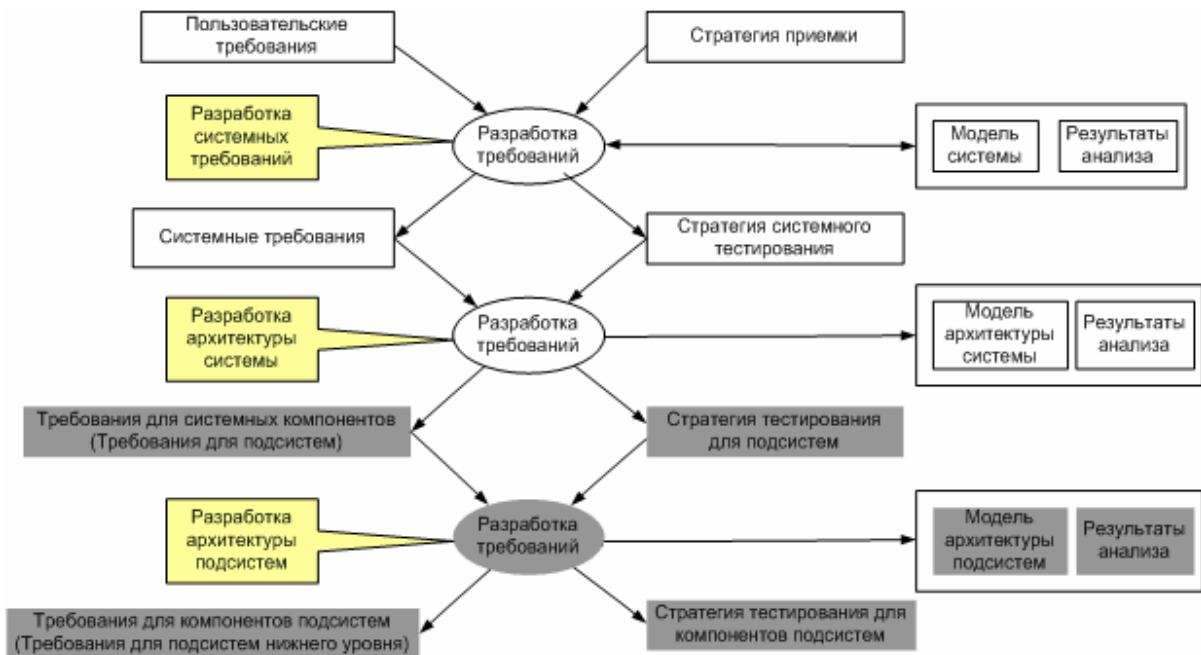 Пользовательские
требования
Стратегия приемки
Разработка
системных
требований
Разработка
требований
Модель
системы
Результаты
анализа
Системные требования
Стратегия системного
тестирования
Разработка
архитектуры
системы
Разработка
требований
Модель
архитектуры
системы
Результаты
анализа
Требования для системных компонентов
(Требования для подсистем)
Стратегия тестирования
для подсистем
Разработка
архитектуры
подсистем
Разработка
требований
Модель
архитектуры
подсистем
Результаты
анализа
Требования для компонентов подсистем
(Требования для подсистем нижнего уровня)
Стратегия тестирования для
компонентов подсистем